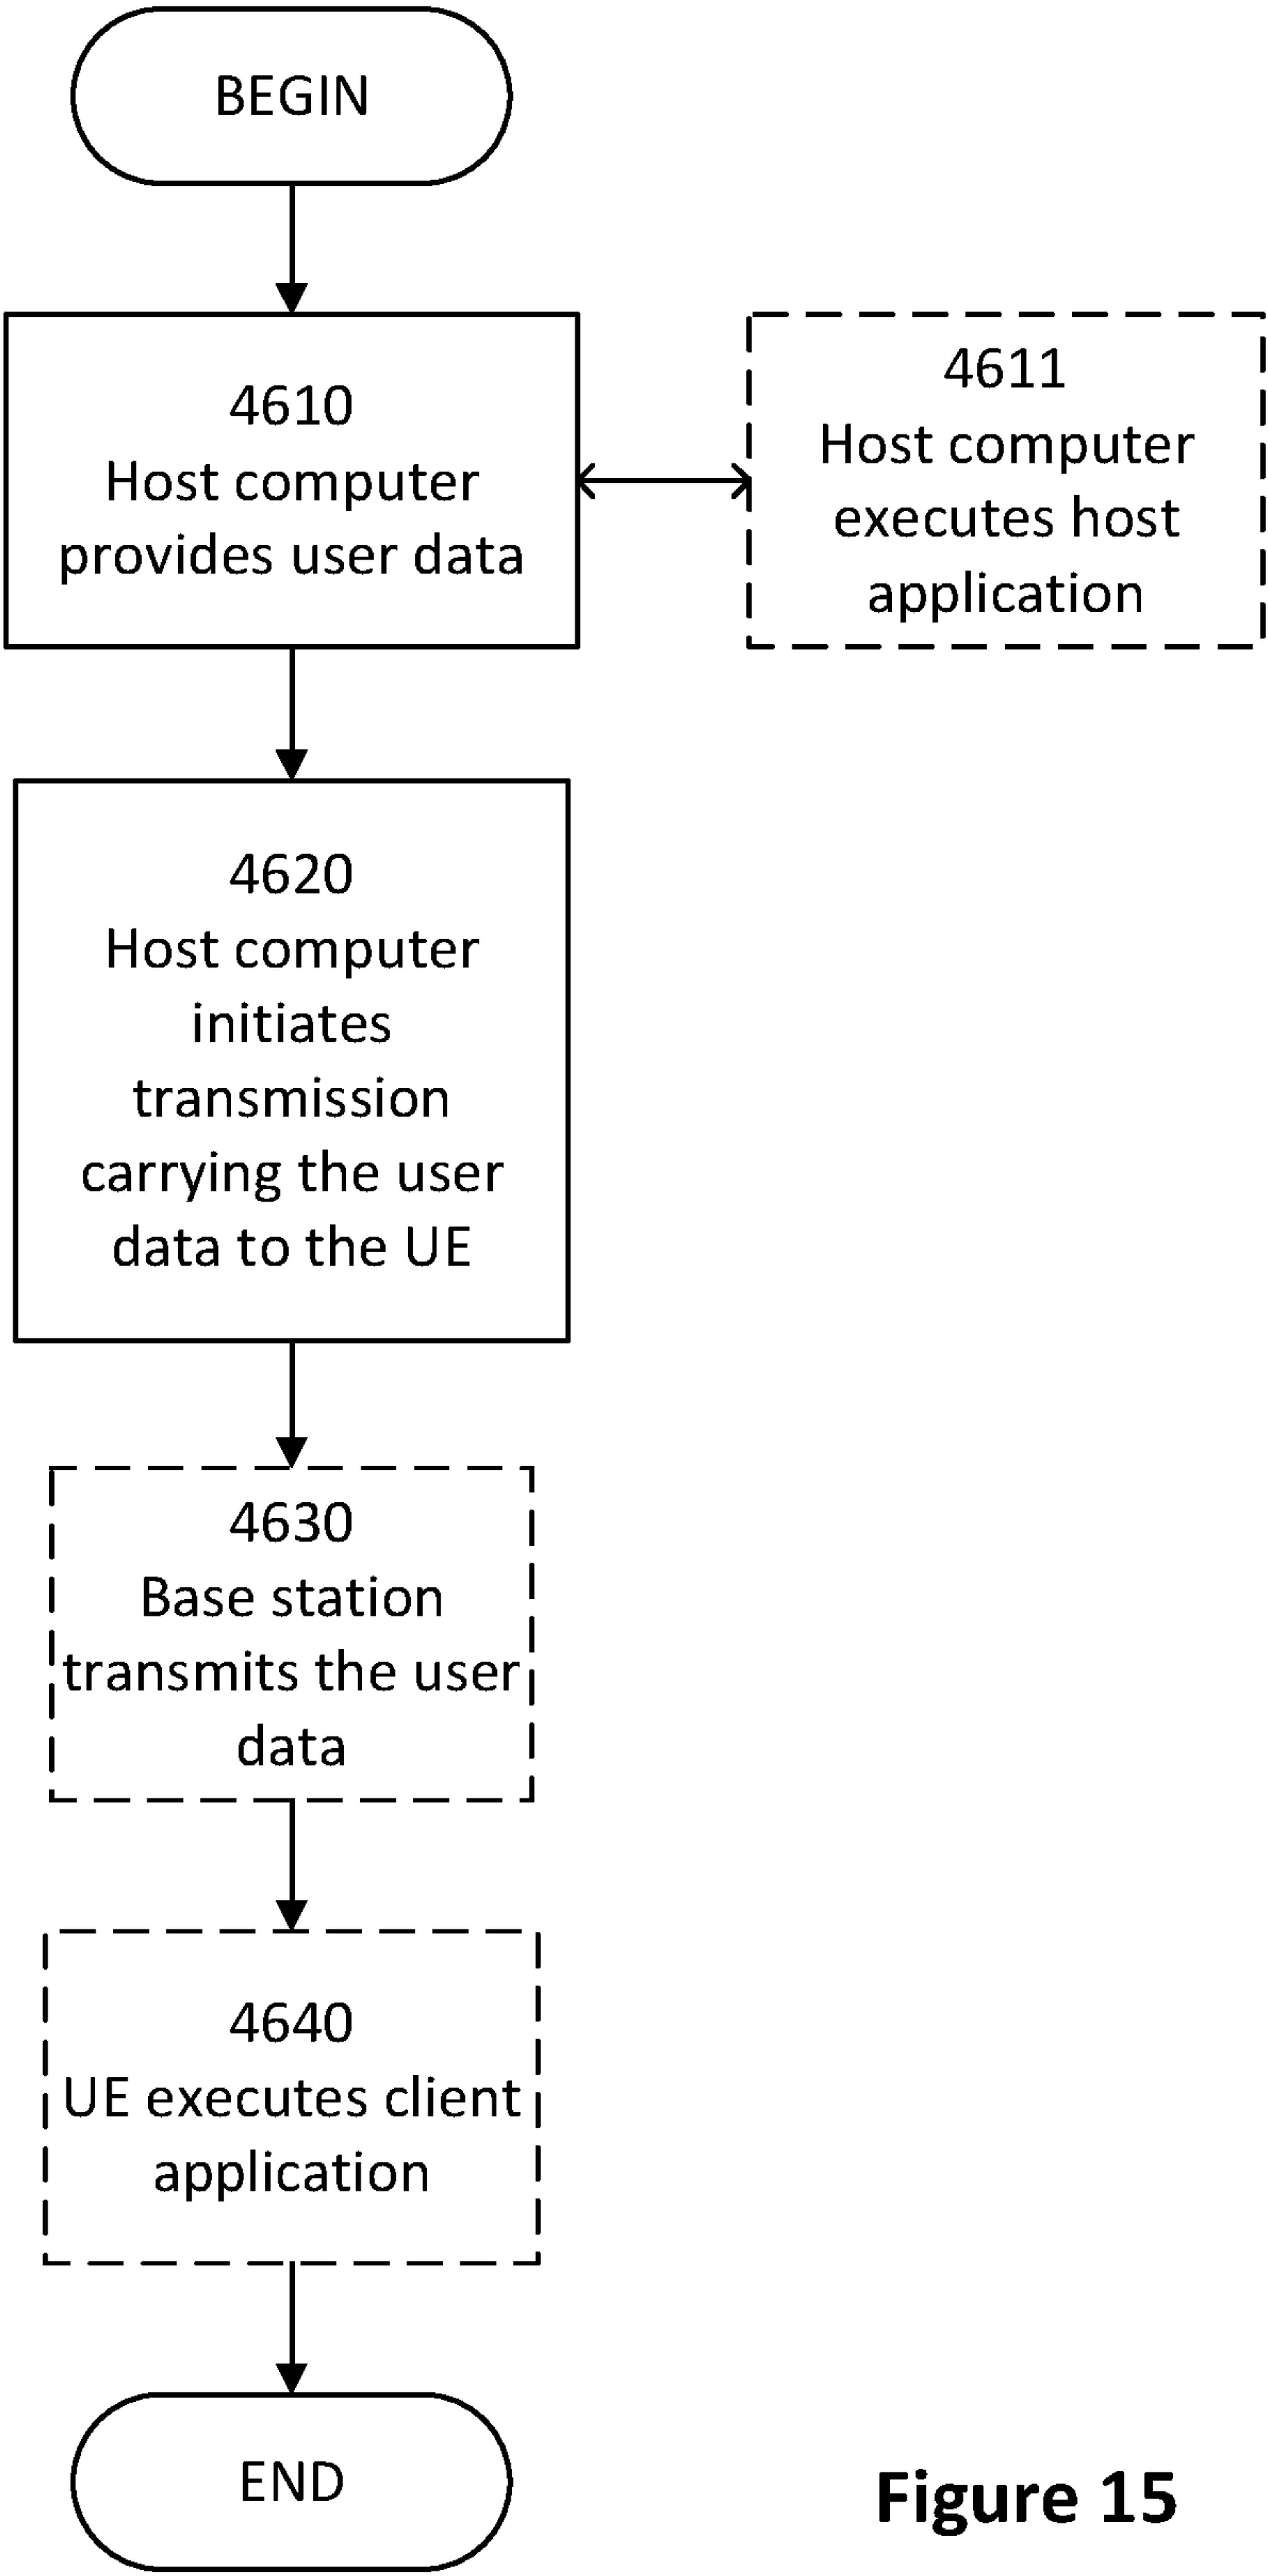 BEGIN
4610
Host computer
provides user data
4611
Host computer
executes host
application
4620
Host computer
initiates
transmission
carrying the user
data to the UE
4630
Base station
transmits the user
data
4640
UE executes client
application
END
Figure 15